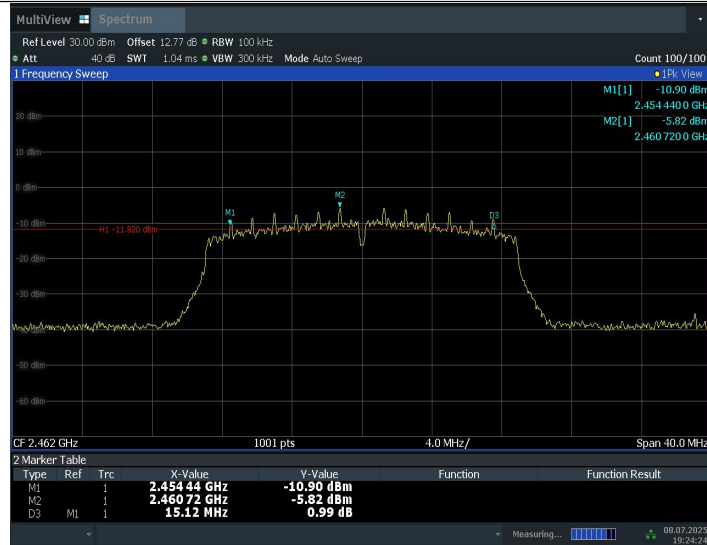 MultiView Spectrum
Ref Level 30.00 dBm Offset 12.77 dB RBW 100 kHz
Att 40 dB SWT 1.04 ms VBW 300 kHz Mode Auto Sweep Count 100/100
1 Frequency Sweep 1Pk View
M1[1] -10.90 dBm
2.454 440 0 GHz
20 dBm
M2[1] -5.82 dBm
2.460 720 0 GHz
10 dBm
0 dBm
M2
M1
D3
-10 dBm
H1 -11.820 dBm
-20 dBm
-30 dBm
-50 dBm
-60 dBm
CF 2.462 GHz 1001 pts 4.0 MHz/ Span 40.0 MHz
2 Marker Table
Type Ref Trc X-Value Y-Value Function Function Result
M1 1 2.454 44 GHz -10.90 dBm
M2 1 2.460 72 GHz -5.82 dBm
D3 M1 1 15.12 MHz 0.99 dB
Measuring... 08.07.2025
19:24:24